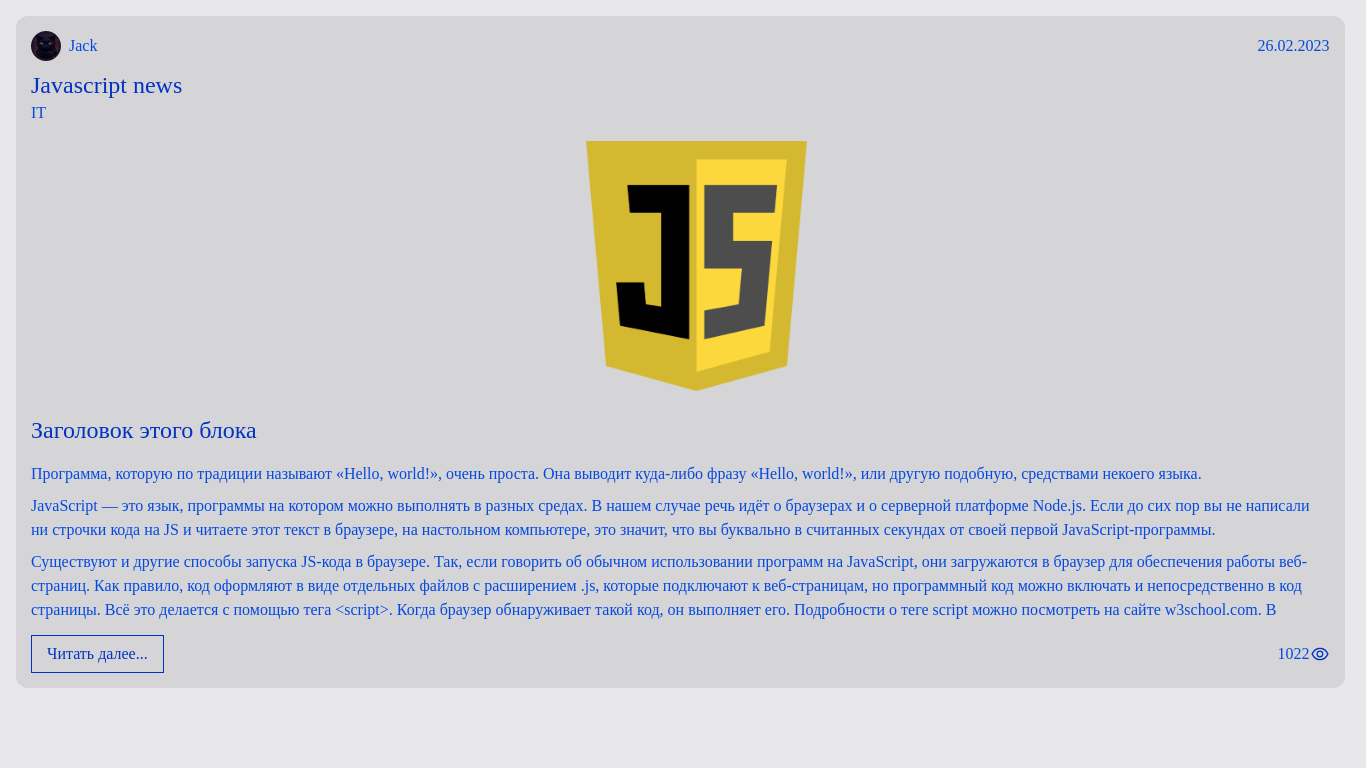 Jack
26.02.2023
Javascript news
IT
JS
Заголовок этого блока
Программа, которую по традиции называют «Hello, world!», очень проста. Она выводит куда-либо фразу «Hello, world!», или другую подобную, средствами некоего языка.
JavaScript — это язык, программы на котором можно выполнять в разных средах. В нашем случае речь идёт о браузерах и о серверной платформе Node.js. Если до сих пор вы не написали
ни строчки кода на JS и читаете этот текст в браузере, на настольном компьютере, это значит, что вы буквально в считанных секундах от своей первой JavaScript-программы.
Существуют и другие способы запуска JS-кода в браузере. Так, если говорить об обычном использовании программ на JavaScript, они загружаются в браузер для обеспечения работы веб-
страниц. Как правило, код оформляют в виде отдельных файлов с расширением .js, которые подключают к веб-страницам, но программный код можно включать и непосредственно в код
страницы. Всё это делается с помощью тега <script>. Когда браузер обнаруживает такой код, он выполняет его. Подробности о теге script можно посмотреть на сайте w3school.com. В
Читать далее...
1022